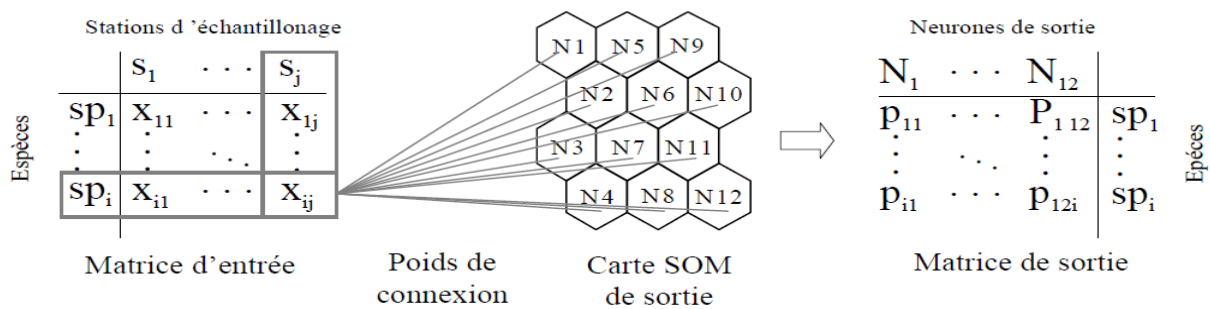 Stations d 'échantillonage
Espèces
s1 · · · sj
sp1 x11 · · · x1j
spi xi1 · · · xij
Matrice d'entrée
Poids de
connexion
N1 N5 N9
N2 N6 N10
N3 N7 N11
N4 N8 N12
Carte SOM
de sortie
Neurones de sortie
N1 · · · N12
p11 · · · P1 12 sp1
pi1 · · · p12i spi
Epéces
Matrice de sortie